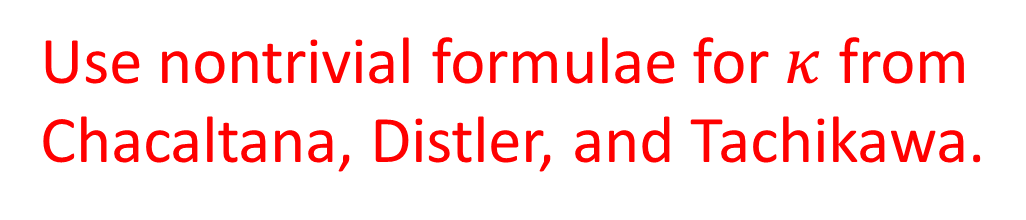 Use nontrivial formulae for κ from
Chacaltana, Distler, and Tachikawa.